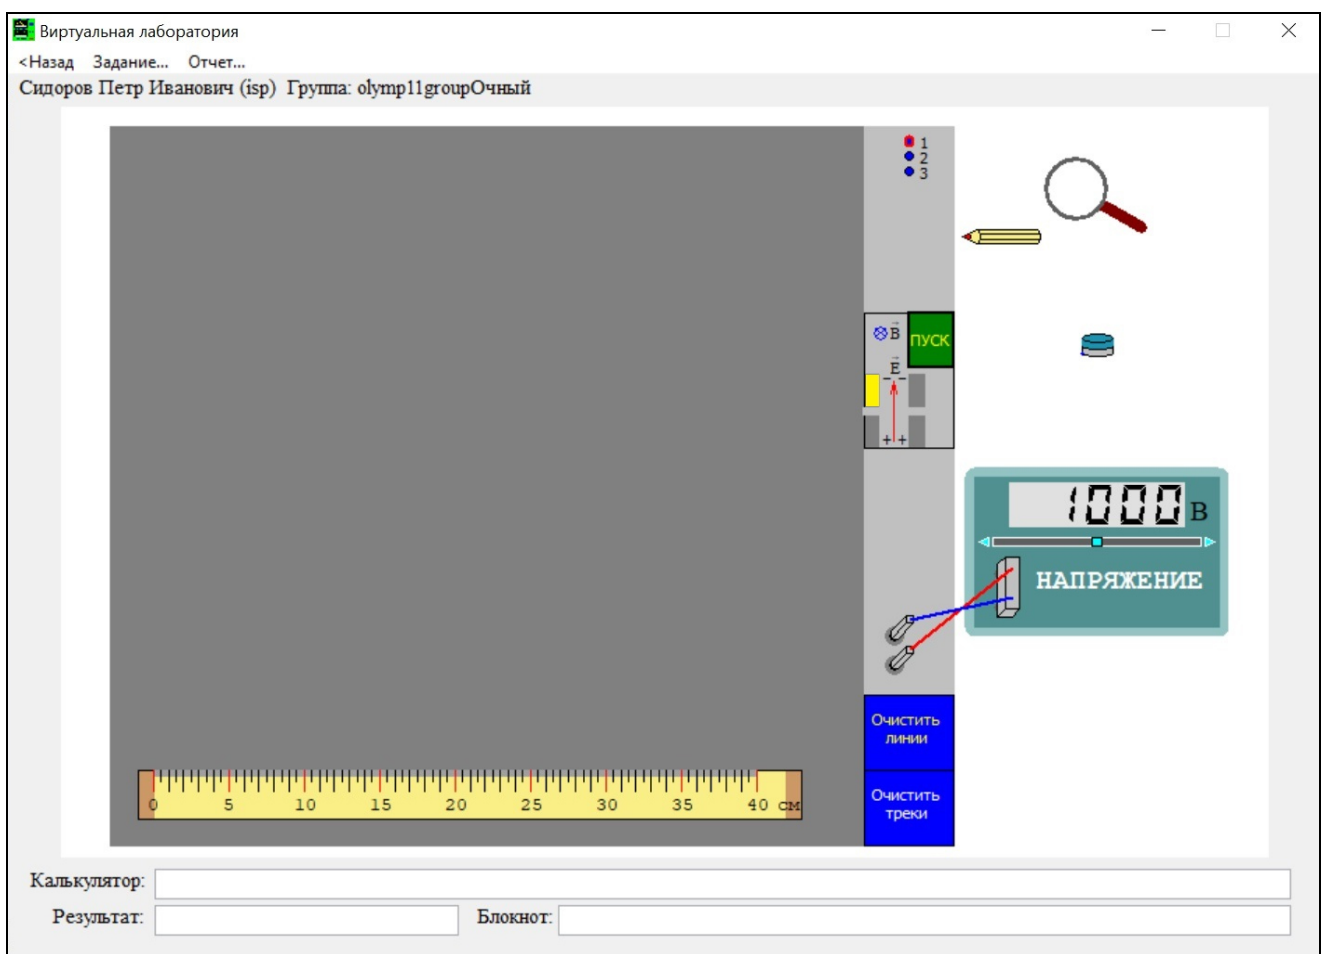 Виртуальная лаборатория
<Назад Задание... Отчет...
Сидоров Петр Иванович (isp) Группа: olymp11groupОчный
1
2
3
B ПУСК
E
- -
+ +
1000 В
НАПРЯЖЕНИЕ
Очистить
линии
Очистить
треки
0 5 10 15 20 25 30 35 40 см
Калькулятор:
Результат: Блокнот: